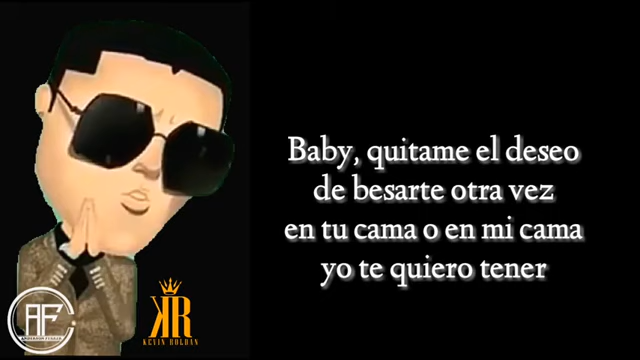 Baby, quitame el deseo
de besarte otra vez
en tu cama o en mi cama
yo te quiero tener
AF
KR
KEVIN ROLDAN